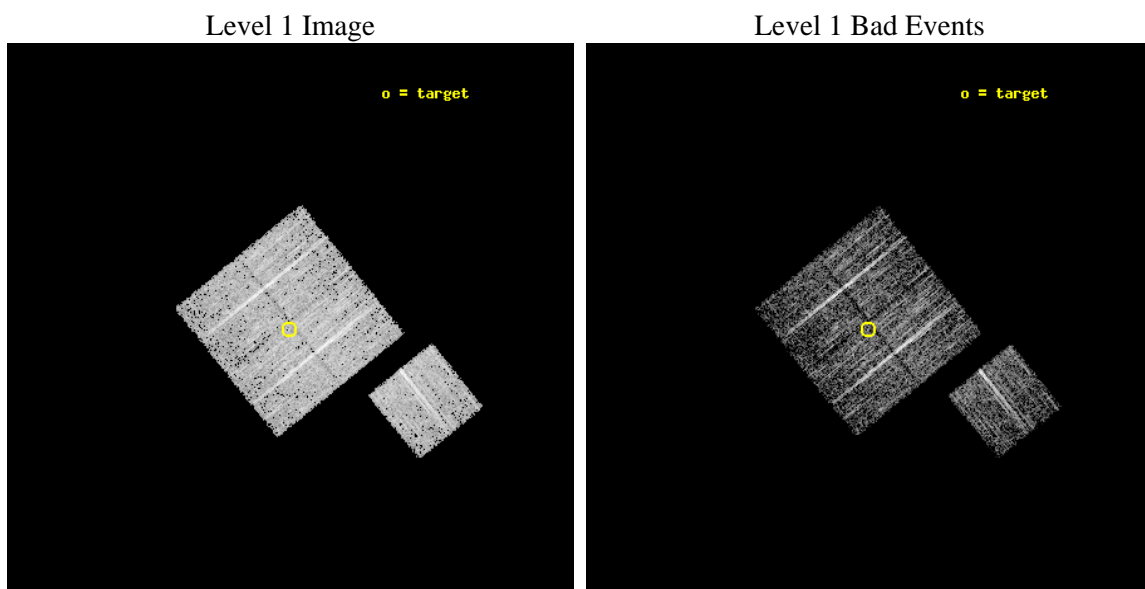 Level 1 Image
Level 1 Bad Events
o = target
o = target